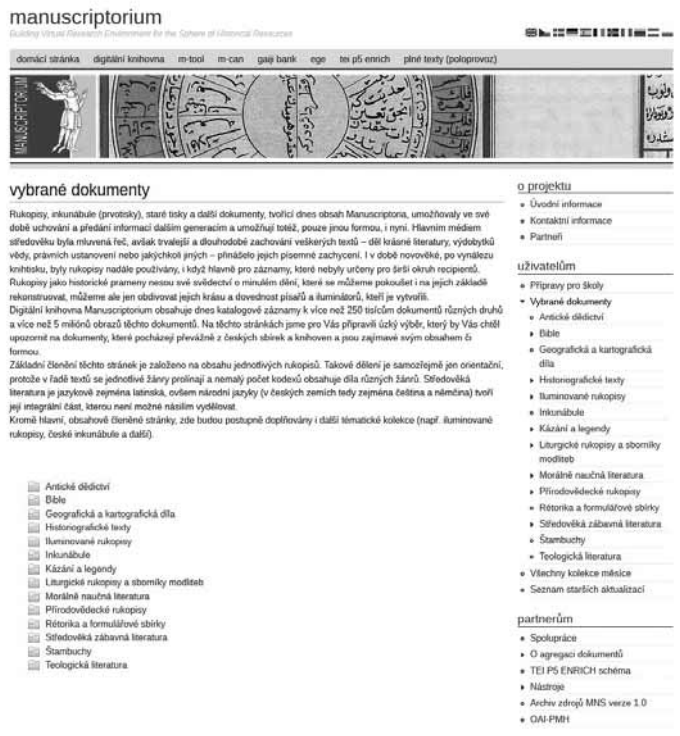 manuscriptorium
Building Virtual Research Environment for the Sphere of Historical Resources
domácí stránka digitální knihovna m-tool m-can gaiji bank ege tei p5 enrich plné texty (poloprovoz)
MANUSCRIPTORIUM
vybrané dokumenty
Rukopisy, inkunábule (prvotisky), staré tisky a další dokumenty, tvořící dnes obsah Manuscriptoria, umožňovaly ve své
době uchování a předání informací dalším generacím a umožňují totéž, pouze jinou formou, i nyní. Hlavním médiem
středověku byla mluvená řeč, avšak trvalejší a dlouhodobé zachování veškerých textů – děl krásné literatury, výdobytků
vědy, právních ustanovení nebo jakýchkoli jiných – přinášelo jejich písemné zachycení. I v době novověké, po vynálezu
knihtisku, byly rukopisy nadále používány, i když hlavně pro záznamy, které nebyly určeny pro širší okruh recipientů.
Rukopisy jako historické prameny nesou své svědectví o minulém dění, které se můžeme pokoušet i na jejich základě
rekonstruovat, můžeme ale jen obdivovat jejich krásu a dovednost písařů a iluminátorů, kteří je vytvořili.
Digitální knihovna Manuscriptorium obsahuje dnes katalogové záznamy k více než 250 tisícům dokumentů různých druhů
a více než 5 miliónů obrazů těchto dokumentů. Na těchto stránkách jsme pro Vás připravili úzký výběr, který by Vás chtěl
upozornit na dokumenty, které pocházejí převážně z českých sbírek a knihoven a jsou zajímavé svým obsahem či
formou.
Základní členění těchto stránek je založeno na obsahu jednotlivých rukopisů. Takové dělení je samozřejmě jen orientační,
protože v řadě textů se jednotlivé žánry prolínají a nemalý počet kodexů obsahuje díla různých žánrů. Středověká
literatura je jazykově zejména latinská, ovšem národní jazyky (v českých zemích tedy zejména čeština a němčina) tvoří
její integrální část, kterou není možné násilím vydělovat.
Kromě hlavní, obsahově členěné stránky, zde budou postupně doplňovány i další tématické kolekce (např. iluminované
rukopisy, české inkunábule a další).
Antické dědictví
Bible
Geografická a kartografická díla
Historiografické texty
Iluminované rukopisy
Inkunábule
Kázání a legendy
Liturgické rukopisy a sborníky modliteb
Morálně naučná literatura
Přírodovědecké rukopisy
Rétorika a formulářové sbírky
Středověká zábavná literatura
Štambuchy
Teologická literatura
o projektu
Úvodní informace
Kontaktní informace
Partneři
uživatelům
Přípravy pro školy
Vybrané dokumenty
Antické dědictví
Bible
Geografická a kartografická
díla
Historiografické texty
Iluminované rukopisy
Inkunábule
Kázání a legendy
Liturgické rukopisy a sborníky
modliteb
Morálně naučná literatura
Přírodovědecké rukopisy
Rétorika a formulářové sbírky
Středověká zábavná literatura
Štambuchy
Teologická literatura
Všechny kolekce měsíce
Seznam starších aktualizací
partnerům
Spolupráce
O agregaci dokumentů
TEI P5 ENRICH schéma
Nástroje
Archiv zdrojů MNS verze 1.0
OAI-PMH